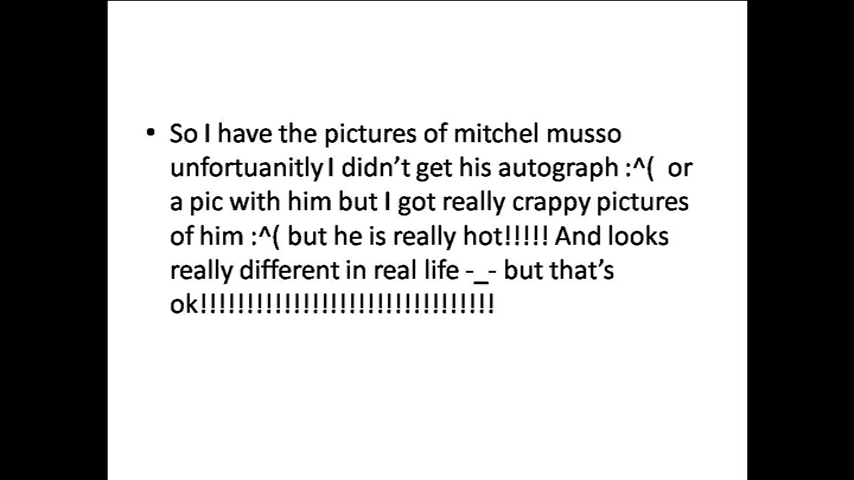 • So I have the pictures of mitchel musso
unfortuanitly I didn't get his autograph :^(  or
a pic with him but I got really crappy pictures
of him :^( but he is really hot!!!!! And looks
really different in real life -_- but that's
ok!!!!!!!!!!!!!!!!!!!!!!!!!!!!!!!!